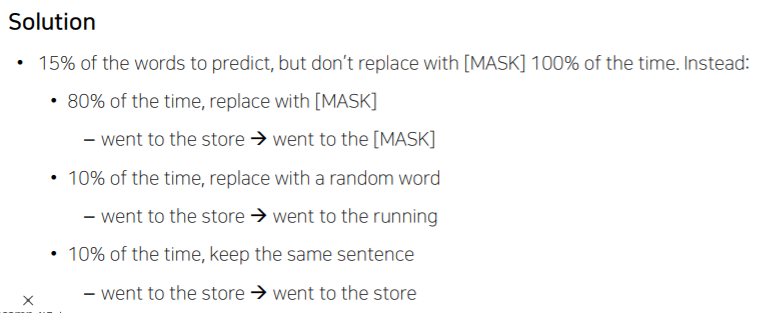 Solution
• 15% of the words to predict, but don't replace with [MASK] 100% of the time. Instead:
• 80% of the time, replace with [MASK]
– went to the store → went to the [MASK]
• 10% of the time, replace with a random word
– went to the store → went to the running
• 10% of the time, keep the same sentence
– went to the store → went to the store